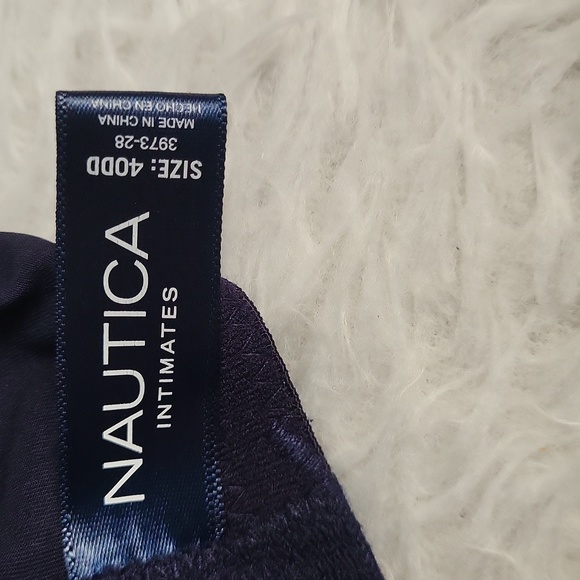 NAUTICA
INTIMATES
SIZE: 40DD
3973-28
MADE IN CHINA
HECHO EN CHINA